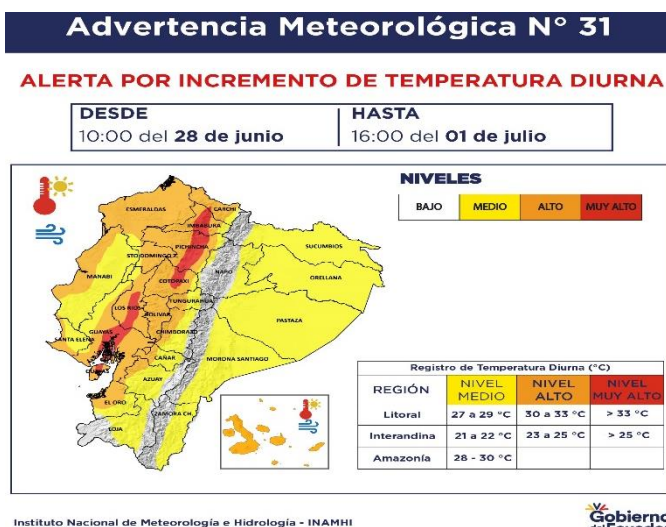 Advertencia Meteorológica N° 31
ALERTA POR INCREMENTO DE TEMPERATURA DIURNA
DESDE
10:00 del 28 de junio
HASTA
16:00 del 01 de julio
NIVELES
BAJO MEDIO ALTO MUY ALTO
ESMERALDAS
CARCHI
IMBABURA
SUCUMBIOS
PICHINCHA
STO DOMINGO T.
NAPO
ORELLANA
MANABI
COTOPAXI
LOS RIOS
TUNGURAHUA
BOLIVAR
PASTAZA
GUAYAS
CHIMBORAZO
SANTA ELENA
MORONA SANTIAGO
CAÑAR
AZUAY
EL ORO
ZAMORA CH.
LOJA
Registro de Temperatura Diurna (°C)
REGIÓN NIVEL MEDIO NIVEL ALTO NIVEL MUY ALTO
Litoral 27 a 29 °C 30 a 33 °C > 33 °C
Interandina 21 a 22 °C 23 a 25 °C > 25 °C
Amazonía 28 - 30 °C
Instituto Nacional de Meteorología e Hidrología - INAMHI
Gobierno
del Ecuador